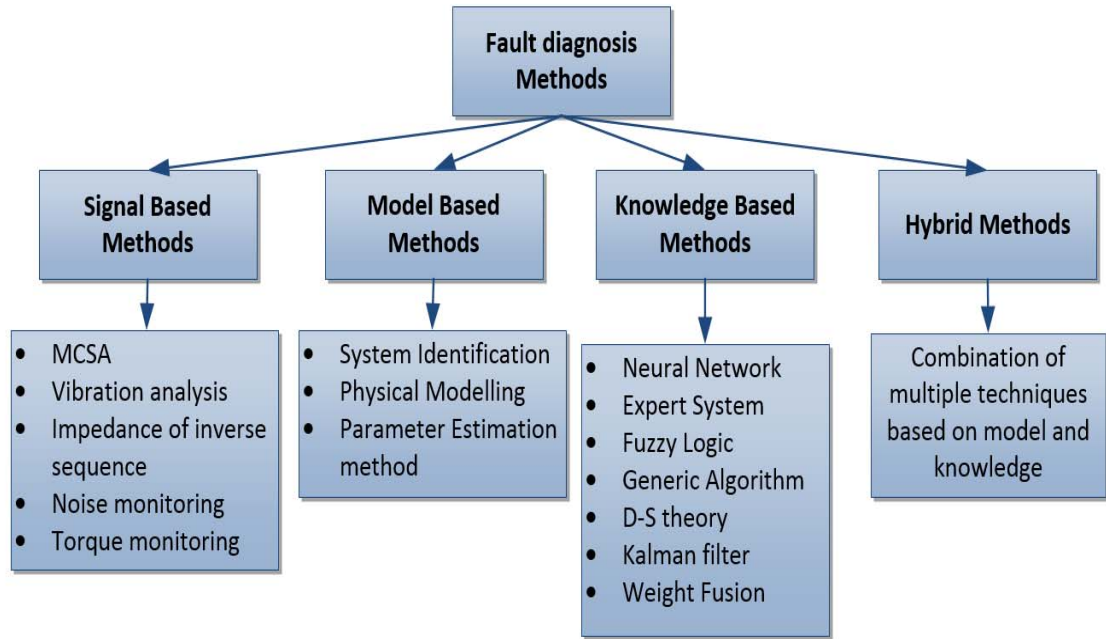 Fault diagnosis
Methods
Signal Based
Methods
Model Based
Methods
Knowledge Based
Methods
Hybrid Methods
• MCSA
• Vibration analysis
• Impedance of inverse
sequence
• Noise monitoring
• Torque monitoring
• System Identification
• Physical Modelling
• Parameter Estimation
method
• Neural Network
• Expert System
• Fuzzy Logic
• Generic Algorithm
• D-S theory
• Kalman filter
• Weight Fusion
Combination of
multiple techniques
based on model and
knowledge